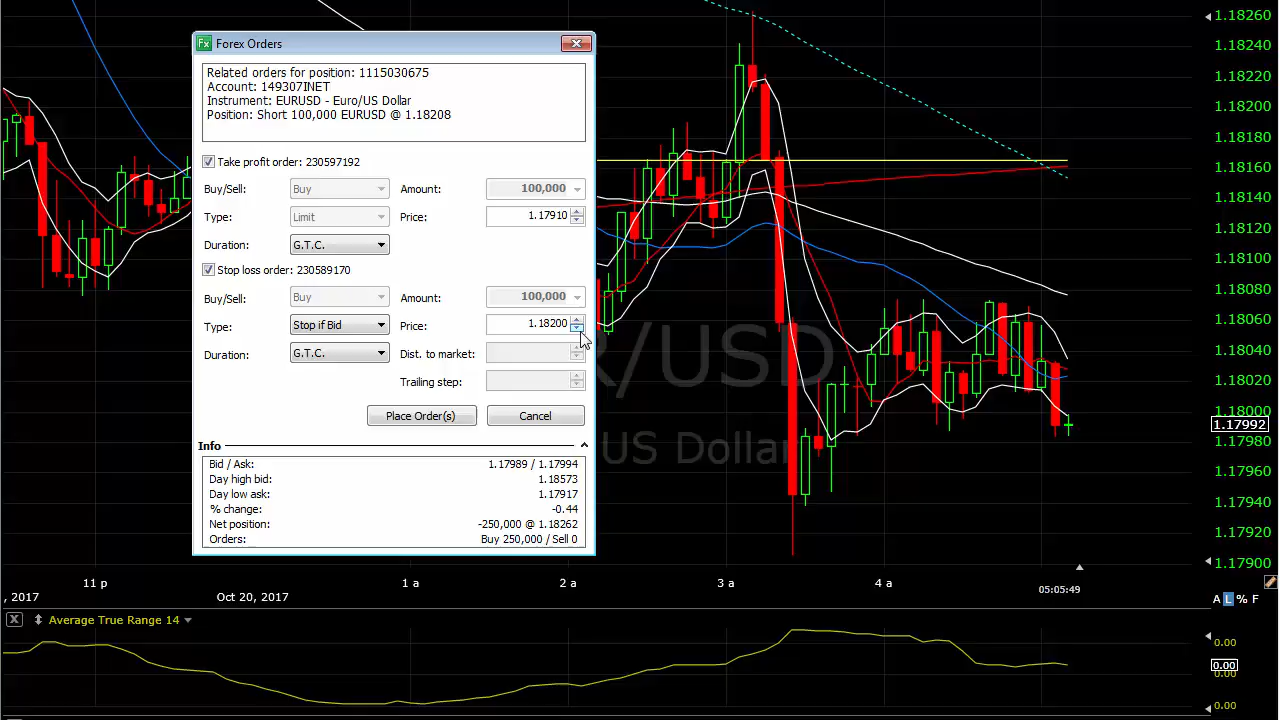 Forex Orders
Related orders for position: 1115030675
Account: 149307INET
Instrument: EURUSD - Euro/US Dollar
Position: Short 100,000 EURUSD @ 1.18208
Take profit order: 230597192
Buy/Sell: Buy Amount: 100,000
Type: Limit Price: 1.17910
Duration: G.T.C.
Stop loss order: 230589170
Buy/Sell: Buy Amount: 100,000
Type: Stop if Bid Price: 1.18200
Duration: G.T.C. Dist. to market:
Trailing step:
Place Order(s) Cancel
Info
Bid / Ask: 1.17989 / 1.17994
Day high bid: 1.18573
Day low ask: 1.17917
% change: -0.44
Net position: -250,000 @ 1.18262
Orders: Buy 250,000 / Sell 0
R/USD
US Dollar
1.18260
1.18240
1.18220
1.18200
1.18180
1.18160
1.18140
1.18120
1.18100
1.18080
1.18060
1.18040
1.18020
1.18000
1.17992
1.17980
1.17960
1.17940
1.17920
1.17900
11 p 1 a 2 a 3 a 4 a 05:05:49
, 2017 Oct 20, 2017 A L % F
X Average True Range 14
0.00
0.00
0.00
0.00